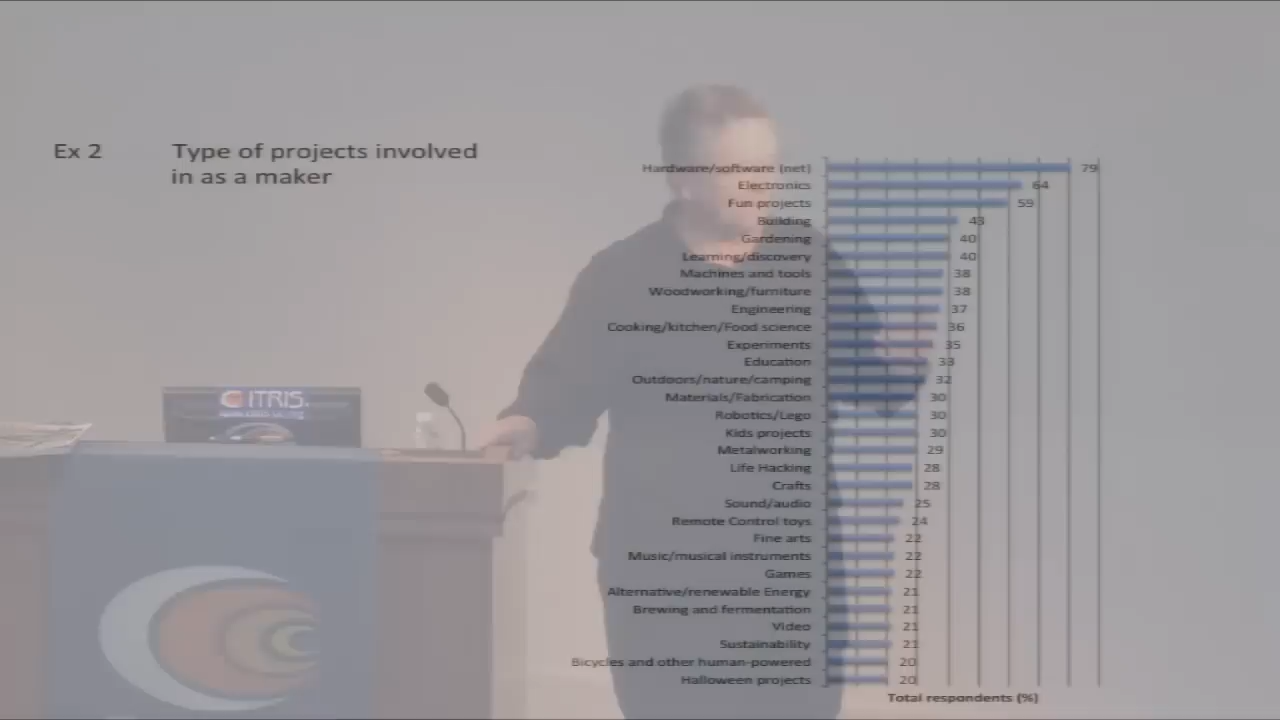 Ex 2 Type of projects involved
in as a maker
Hardware/software (net) 79
Electronics 64
Fun projects 59
Building 43
Gardening 40
Learning/discovery 40
Machines and tools 38
Woodworking/furniture 38
Engineering 37
Cooking/kitchen/Food science 36
Experiments 35
Education 33
Outdoors/nature/camping 32
Materials/Fabrication 30
Robotics/Lego 30
Kids projects 30
Metalworking 29
Life Hacking 28
Crafts 28
Sound/audio 25
Remote Control toys 24
Fine arts 22
Music/musical instruments 22
Games 22
Alternative/renewable Energy 21
Brewing and fermentation 21
Video 21
Sustainability 21
Bicycles and other human-powered 20
Halloween projects 20
Total respondents (%)
CITRIS